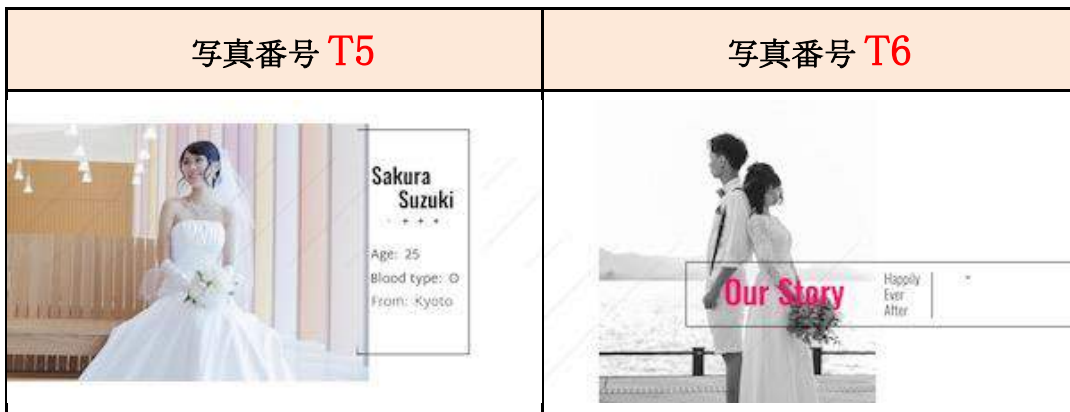 写真番号 T5
写真番号 T6
Sakura
Suzuki
Age: 25
Blood type: O
From: Kyoto
Our Story
Happily
Ever
After